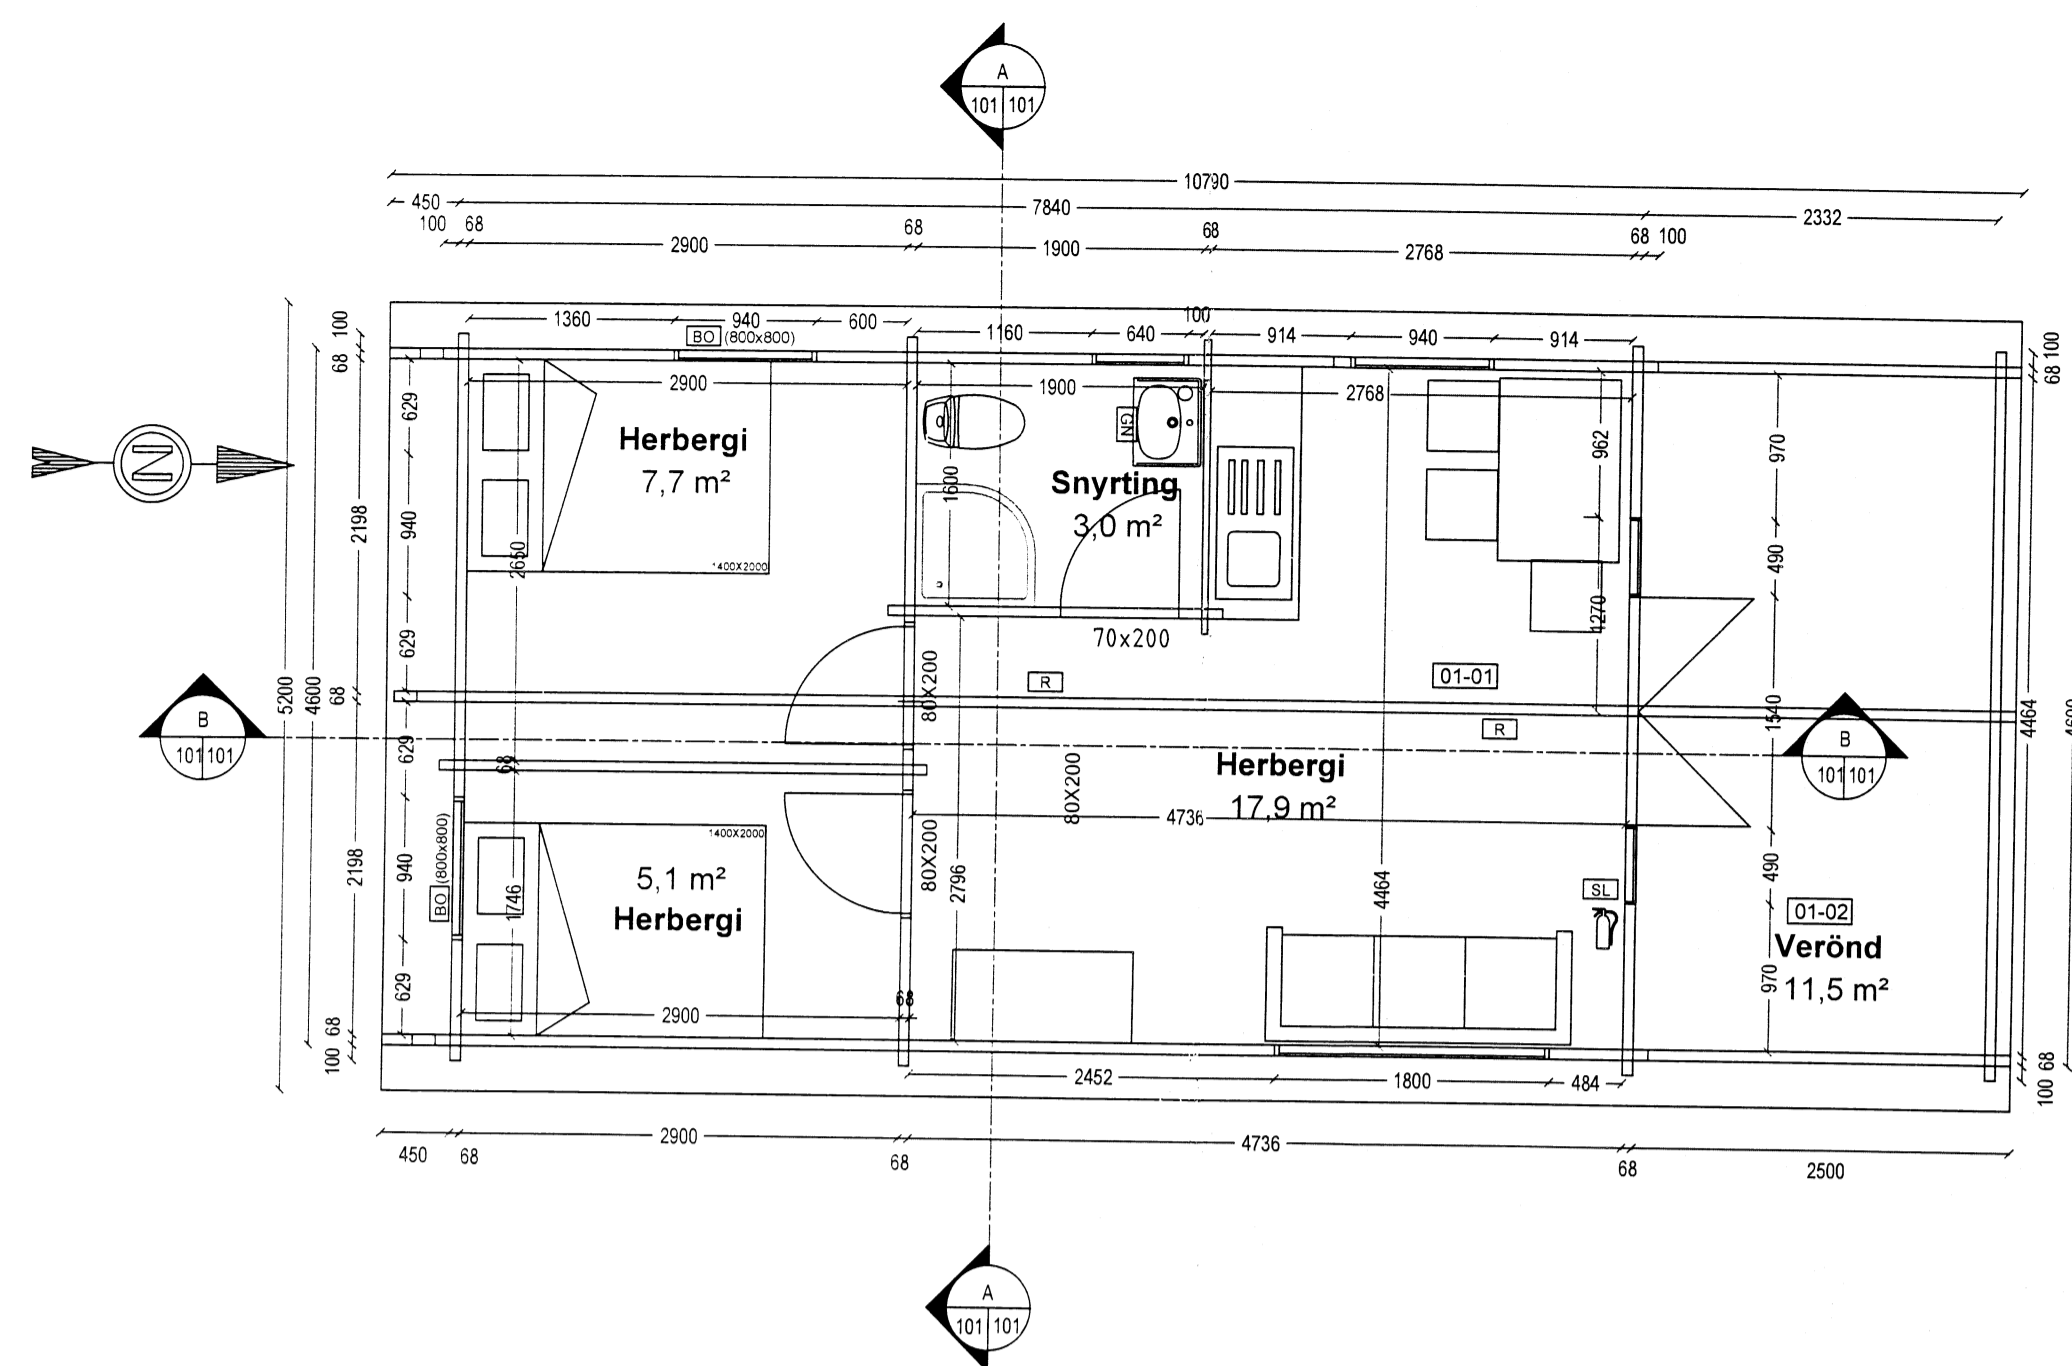 A
101 101
10790
450 7840 2332
100 68 2900 68 1900 68 2768 68 100
100
1360 940 600 1160 640 914 940 914
BO (800x800)
100
68
100
68
2900 1900 2768
629
940
629
629
940
629
2198
68
2198
68
100
5200
4600
N
Herbergi
7,7 m²
1400X2000
2650
68
1746
GN
Snyrting
3,0 m²
1600
70x200
80X200
80X200
80X200
R
01-01
R
962
1270
970
490
1540
490
970
4464
68
100
B
101 101
B
101 101
Herbergi
17,9 m²
4736
2796
4464
BO (800x800)
1400X2000
5,1 m²
Herbergi
2900
68
SL
01-02
Verönd
11,5 m²
2452 1800 484
2900 4736
450 68 68 68 2500
A
101 101